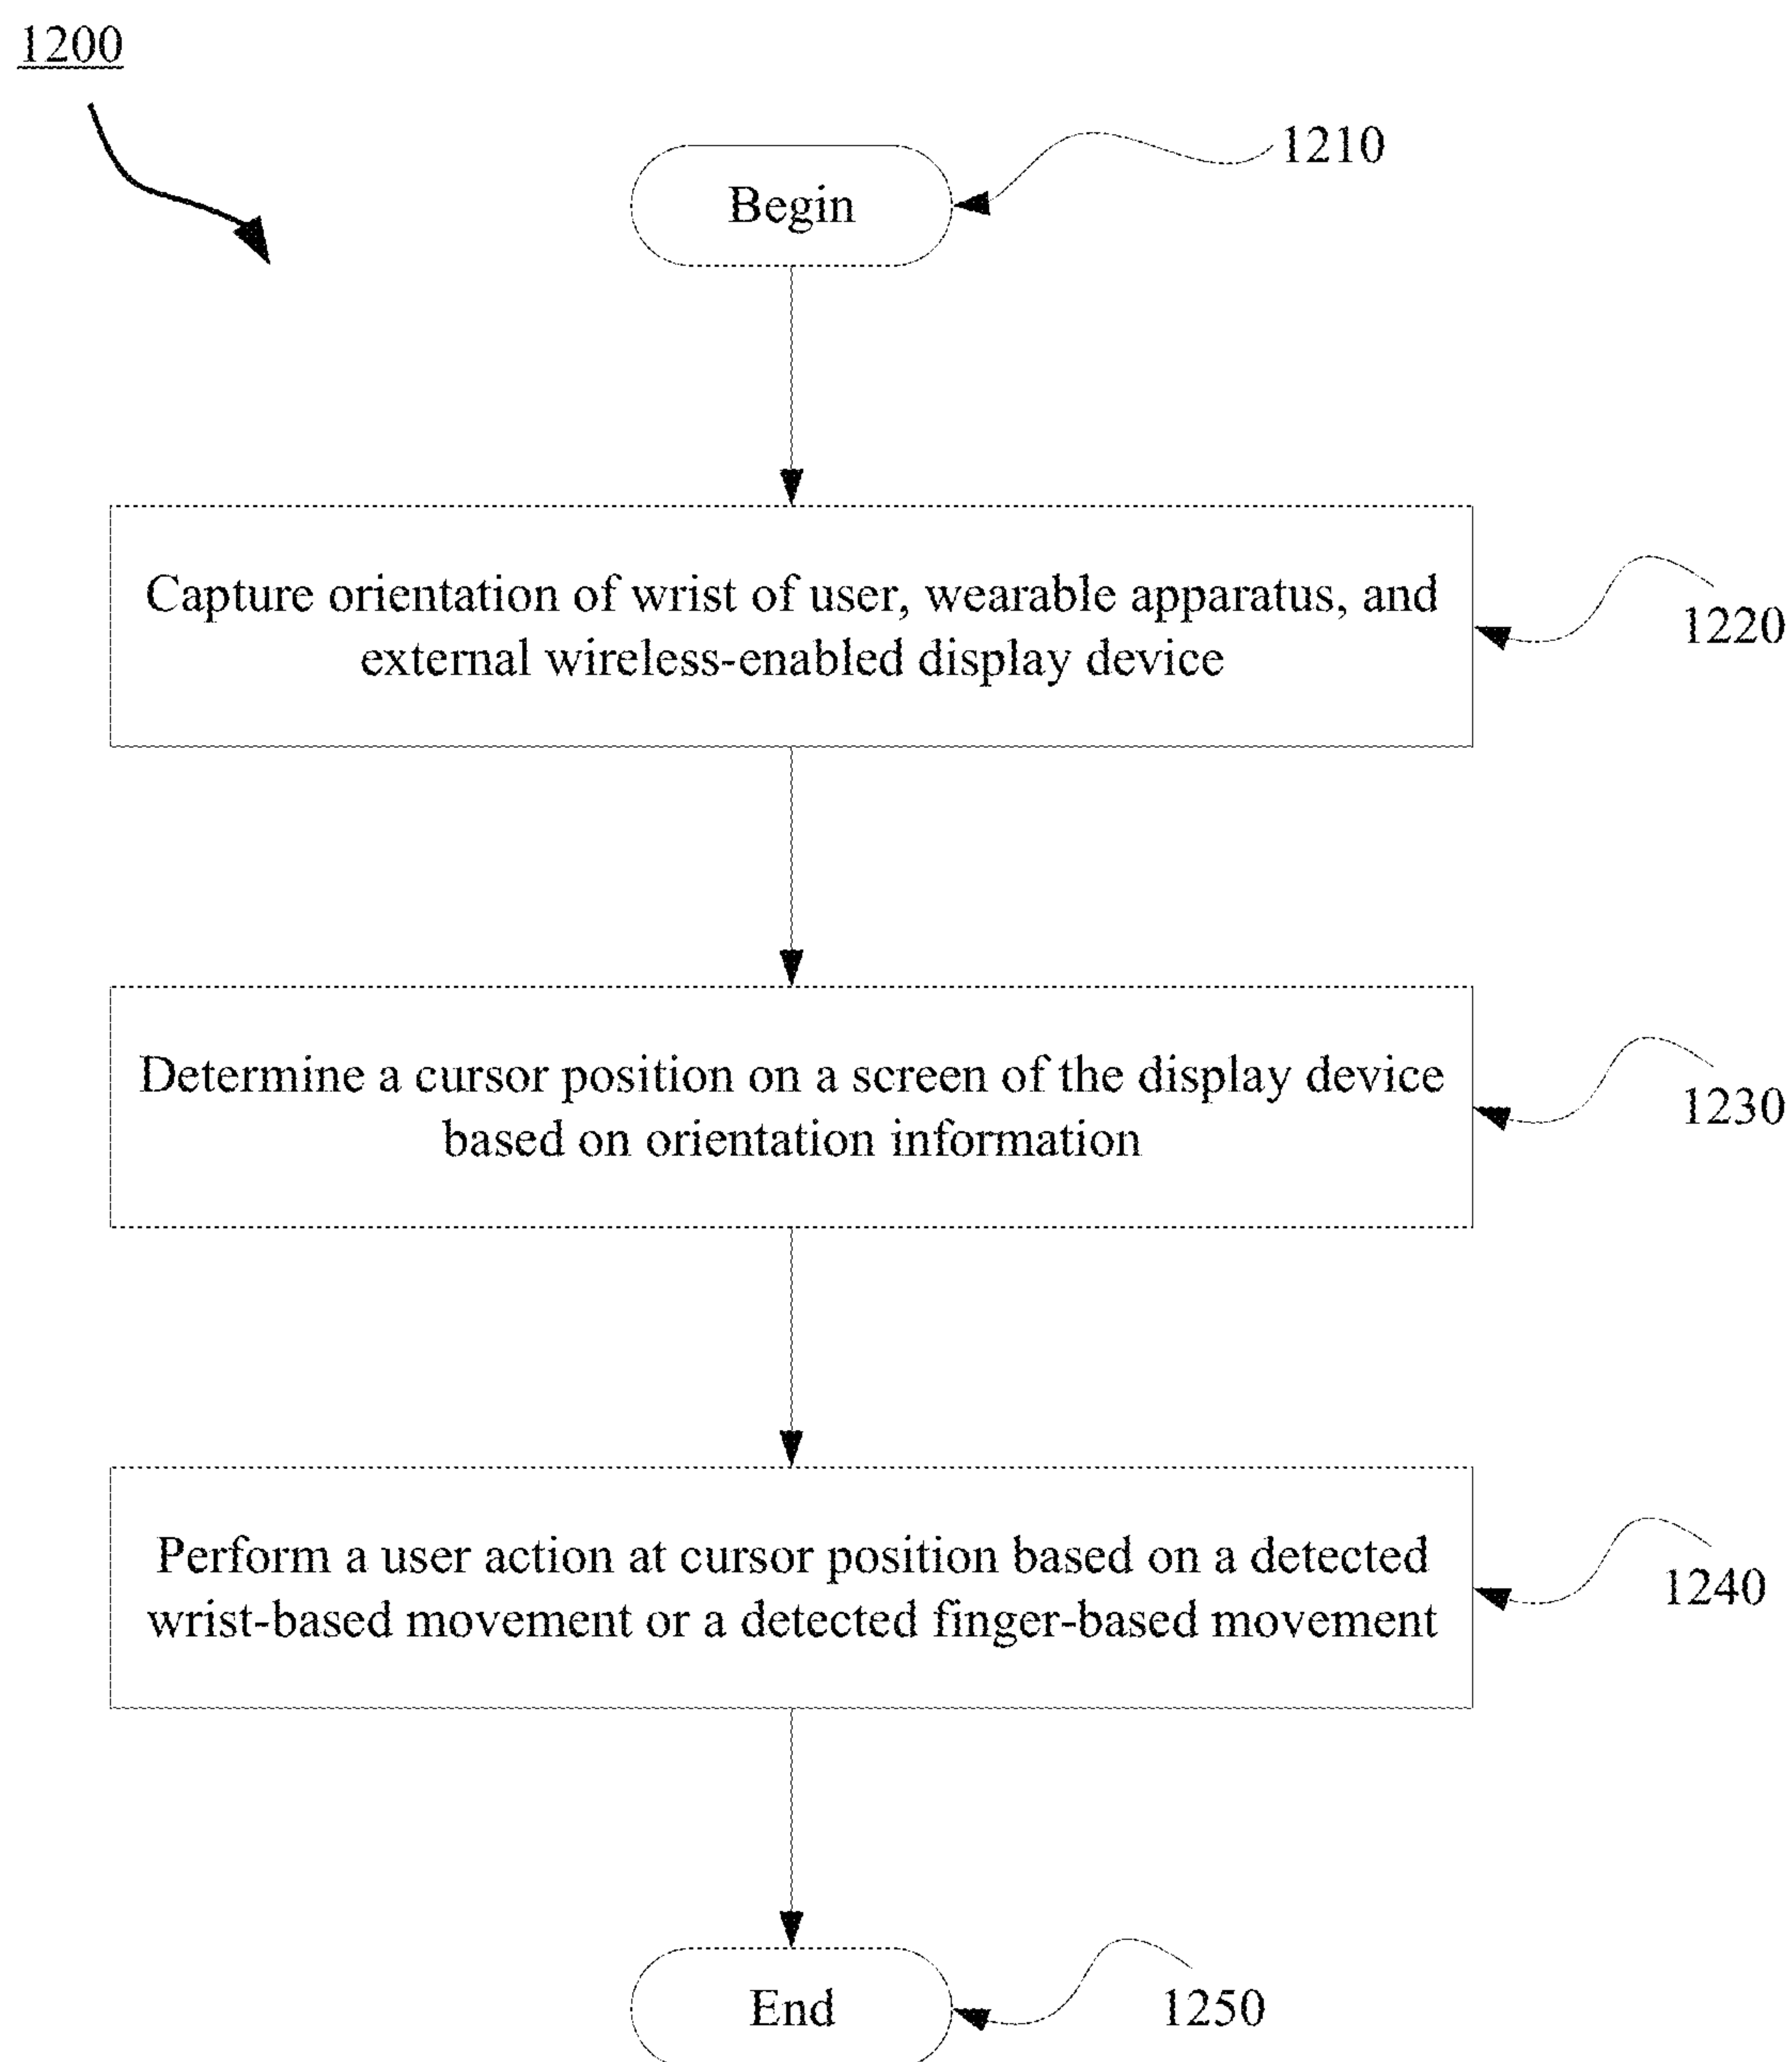 1200
1210
Begin
Capture orientation of wrist of user, wearable apparatus, and
external wireless-enabled display device
1220
Determine a cursor position on a screen of the display device
based on orientation information
1230
Perform a user action at cursor position based on a detected
wrist-based movement or a detected finger-based movement
1240
End
1250